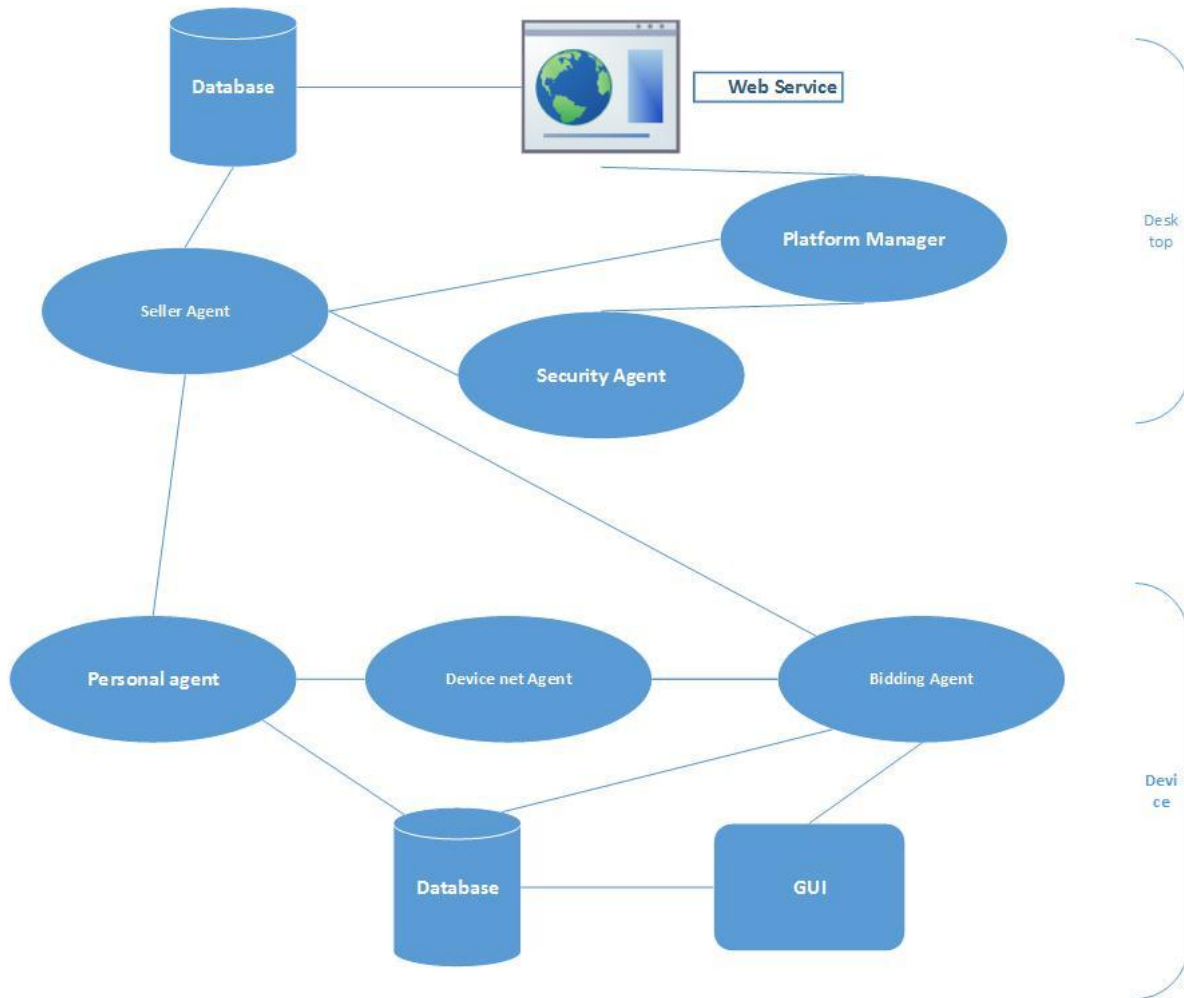 Database
Web Service
Platform Manager
Desk
top
Seller Agent
Security Agent
Personal agent
Device net Agent
Bidding Agent
Devi
ce
Database
GUI